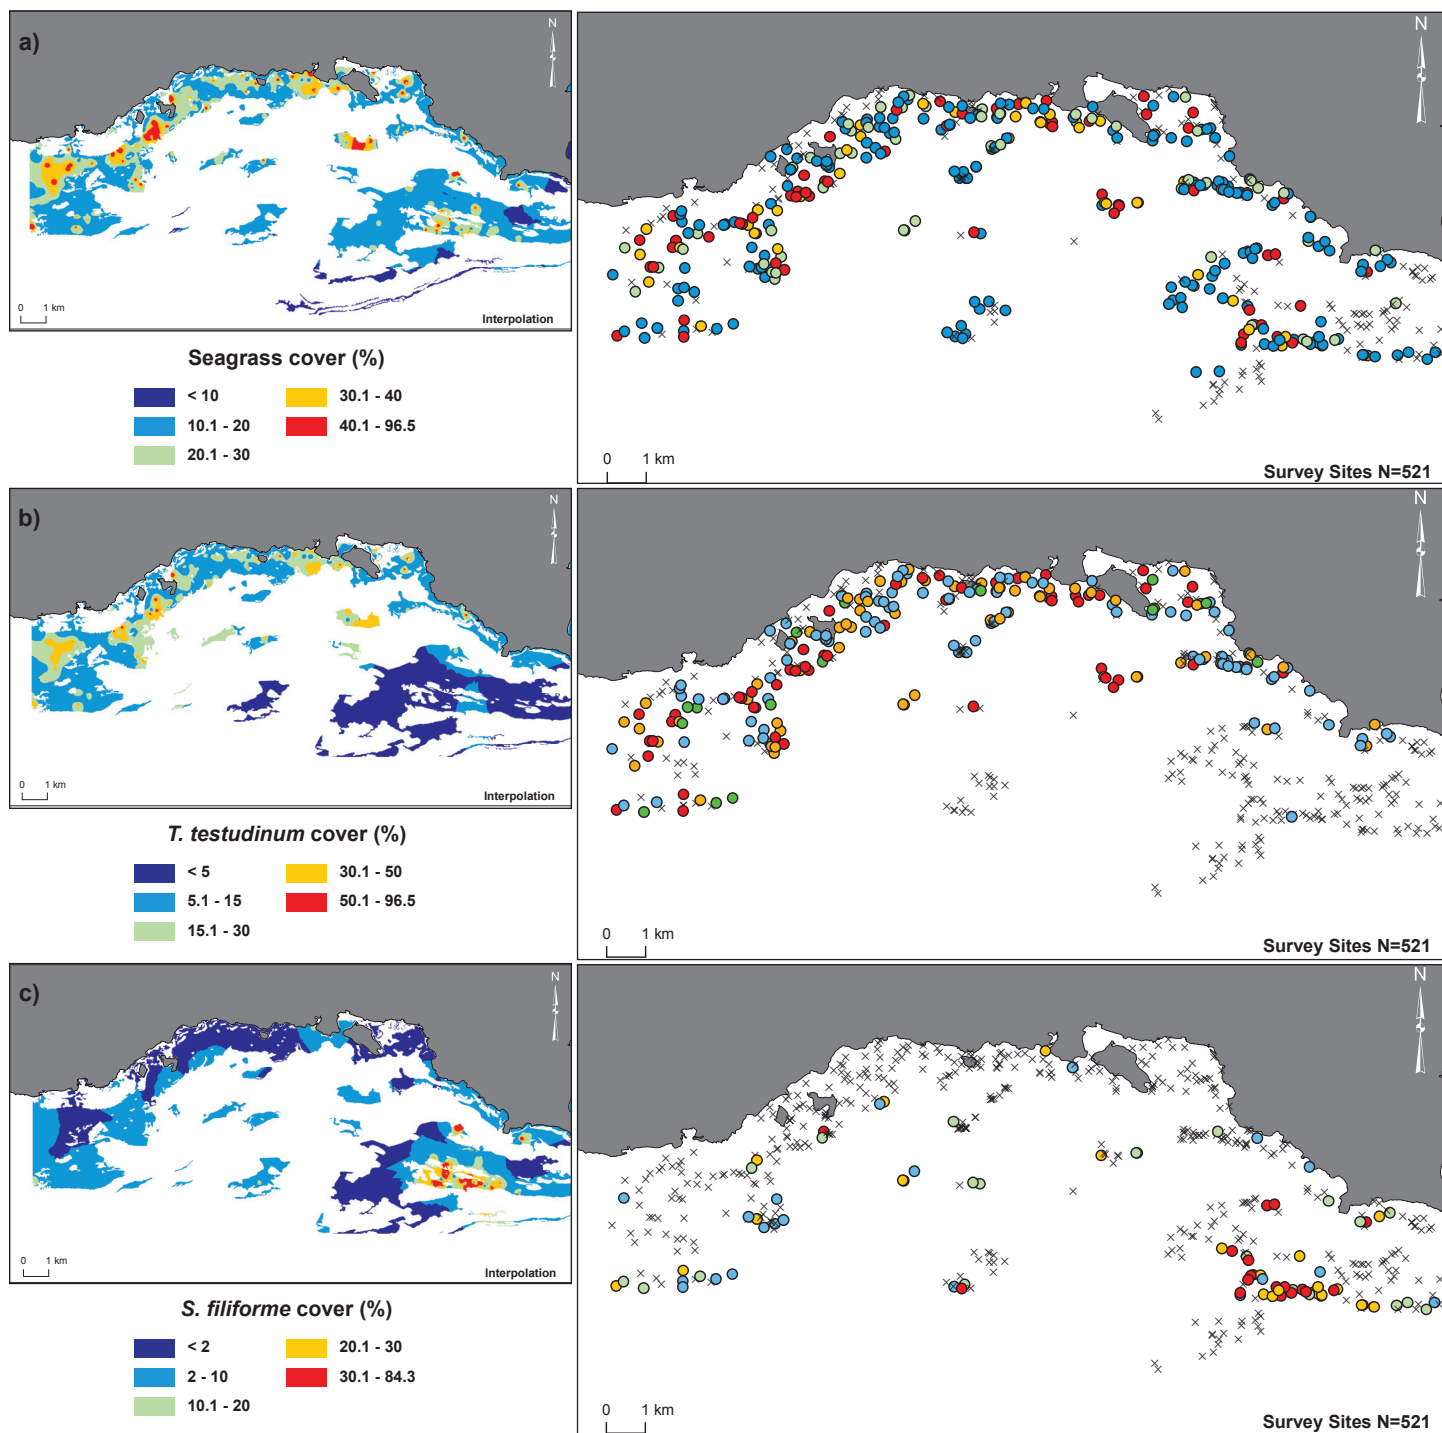 a)
N
0 1 km
Interpolation
N
0 1 km
Survey Sites N=521
Seagrass cover (%)
< 10
30.1 - 40
10.1 - 20
40.1 - 96.5
20.1 - 30
b)
N
0 1 km
Interpolation
N
0 1 km
Survey Sites N=521
T. testudinum cover (%)
< 5
30.1 - 50
5.1 - 15
50.1 - 96.5
15.1 - 30
c)
N
0 1 km
Interpolation
N
0 1 km
Survey Sites N=521
S. filiforme cover (%)
< 2
20.1 - 30
2 - 10
30.1 - 84.3
10.1 - 20